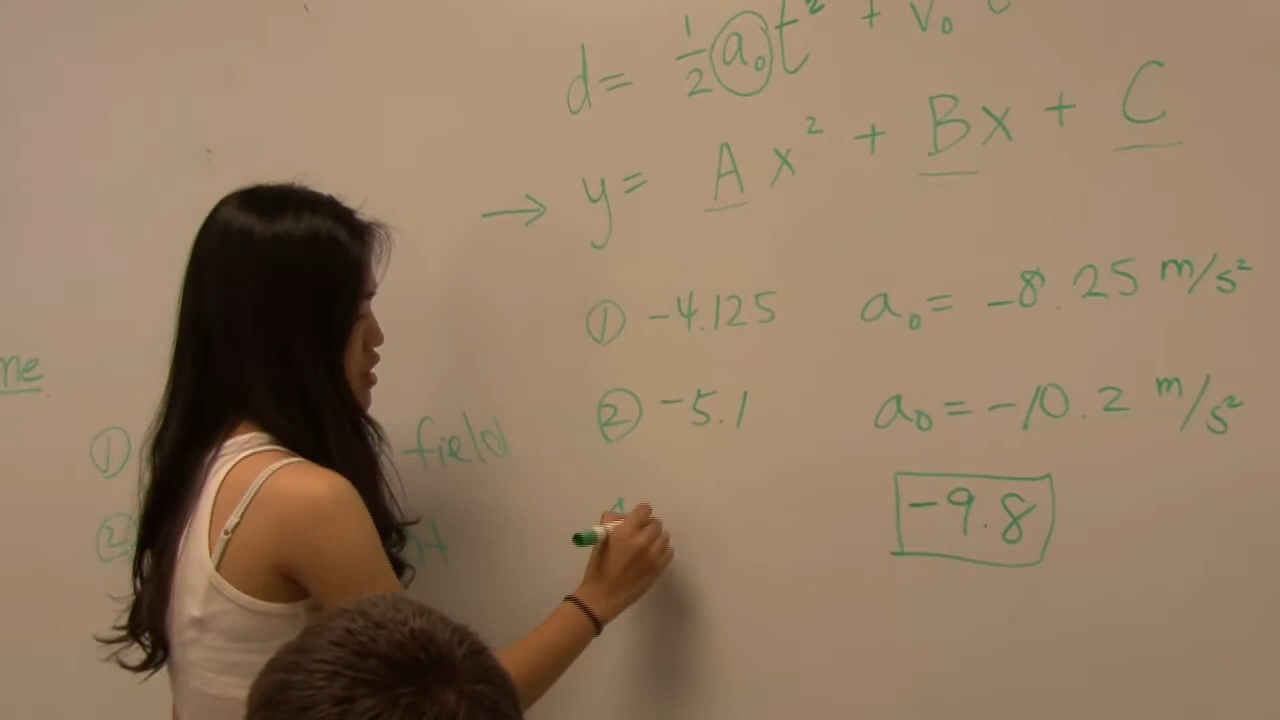 d = 1/2 a₀ t² + v₀
y = A x² + B x + C
→
① -4.125 a₀ = -8.25 m/s²
② -5.1 a₀ = -10.2 m/s²
-9.8
① field
②